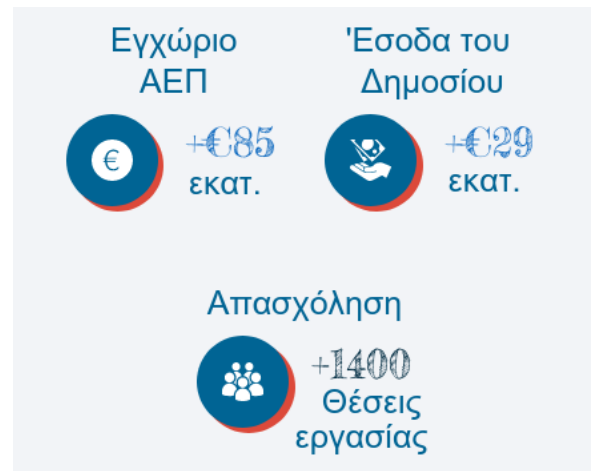 Εγχώριο
ΑΕΠ
+€85
εκατ.
'Εσοδα του
Δημοσίου
+€29
εκατ.
Απασχόληση
+1400
Θέσεις
εργασίας